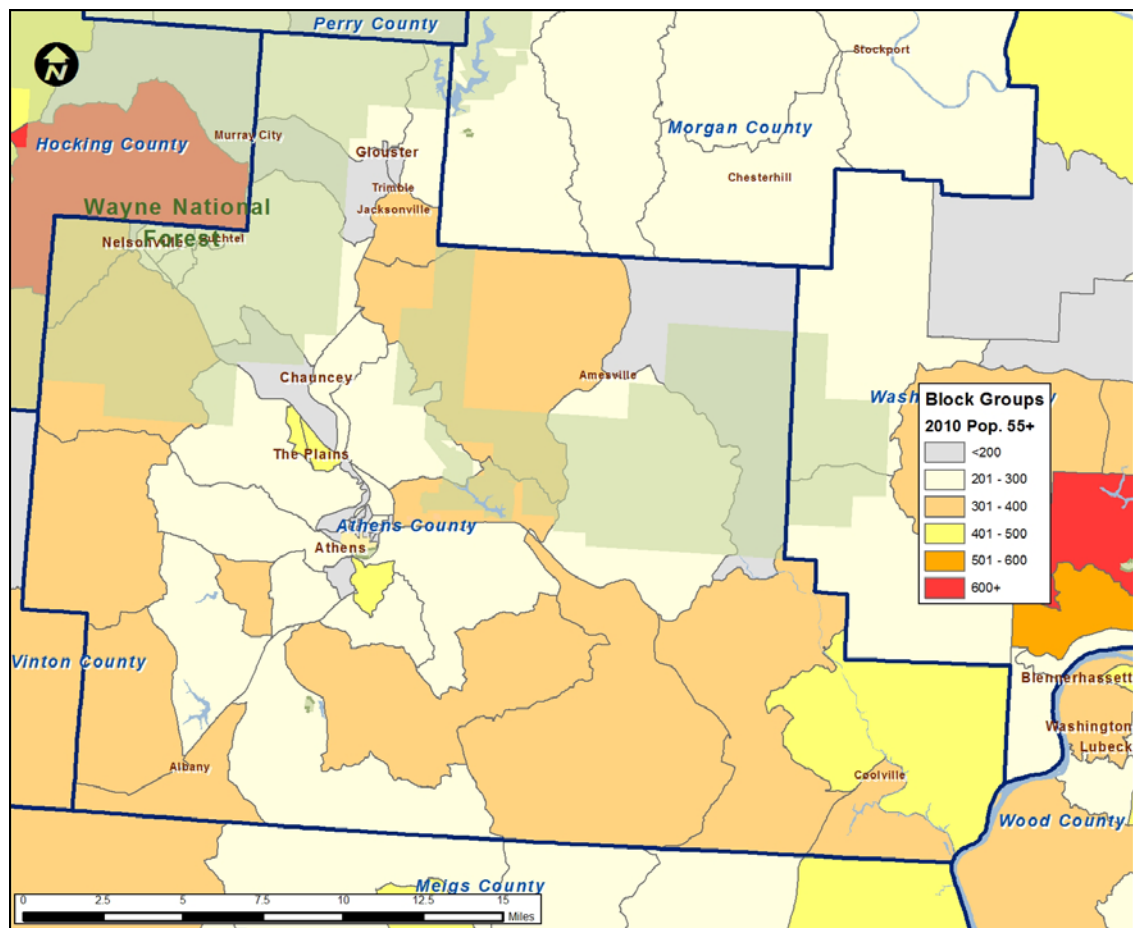 Perry County
Stockport
N
Hocking County
Murray City
Morgan County
Glouster
Chesterhill
Trimble
Jacksonville
Wayne National
Forest
Nelsonville
Chauncey
Amesville
The Plains
Athens County
Athens
Block Groups
2010 Pop. 55+
<200
201 - 300
301 - 400
401 - 500
501 - 600
600+
Vinton County
Blennerhassett
Washington
Lubeck
Albany
Coolville
Wood County
Meigs County
0 2.5 5 7.5 10 12.5 15
Miles